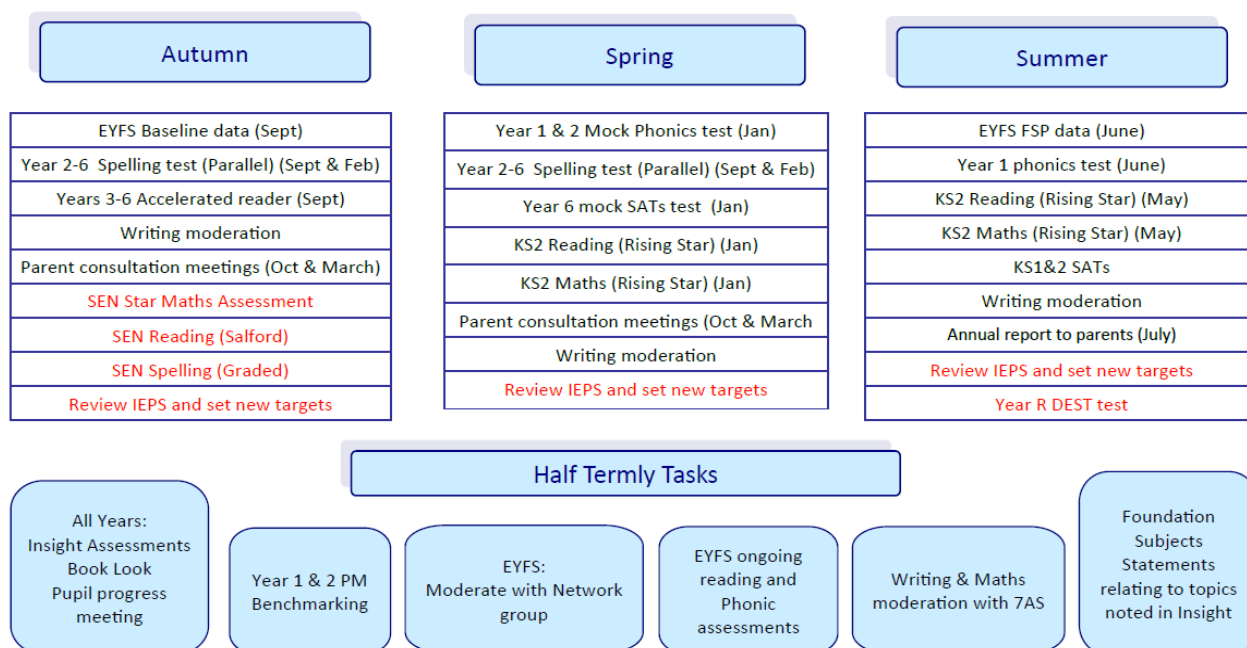 Autumn
EYFS Baseline data (Sept)
Year 2-6 Spelling test (Parallel) (Sept & Feb)
Years 3-6 Accelerated reader (Sept)
Writing moderation
Parent consultation meetings (Oct & March)
SEN Star Maths Assessment
SEN Reading (Salford)
SEN Spelling (Graded)
Review IEPS and set new targets
Spring
Year 1 & 2 Mock Phonics test (Jan)
Year 2-6 Spelling test (Parallel) (Sept & Feb)
Year 6 mock SATs test (Jan)
KS2 Reading (Rising Star) (Jan)
KS2 Maths (Rising Star) (Jan)
Parent consultation meetings (Oct & March
Writing moderation
Review IEPS and set new targets
Summer
EYFS FSP data (June)
Year 1 phonics test (June)
KS2 Reading (Rising Star) (May)
KS2 Maths (Rising Star) (May)
KS1&2 SATs
Writing moderation
Annual report to parents (July)
Review IEPS and set new targets
Year R DEST test
Half Termly Tasks
All Years:
Insight Assessments
Book Look
Pupil progress
meeting
Year 1 & 2 PM
Benchmarking
EYFS:
Moderate with Network
group
EYFS ongoing
reading and
Phonic
assessments
Writing & Maths
moderation with 7AS
Foundation
Subjects
Statements
relating to topics
noted in Insight